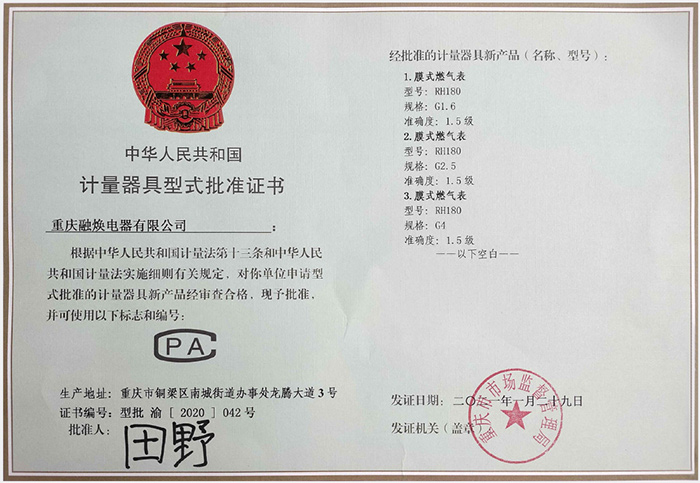 中华人民共和国
计量器具型式批准证书
重庆融焕电器有限公司:
根据中华人民共和国计量法第十三条和中华人民
共和国计量法实施细则有关规定，对你单位申请型
式批准的计量器具新产品经审查合格，现予批准，
并可使用以下标志和编号:
CPA
生产地址: 重庆市铜梁区南城街道办事处龙腾大道3号
证书编号: 型批 渝 [ 2020 ] 042号
批准人:
田野
经批准的计量器具新产品（名称、型号）:
1.膜式燃气表
型号: RH180
规格: G1.6
准确度: 1.5级
2.膜式燃气表
型号: RH180
规格: G2.5
准确度: 1.5级
3.膜式燃气表
型号: RH180
规格: G4
准确度: 1.5级
——以下空白——
发证日期: 二〇二一年一月二十九日
发证机关(盖章)
重庆市市场监督管理局